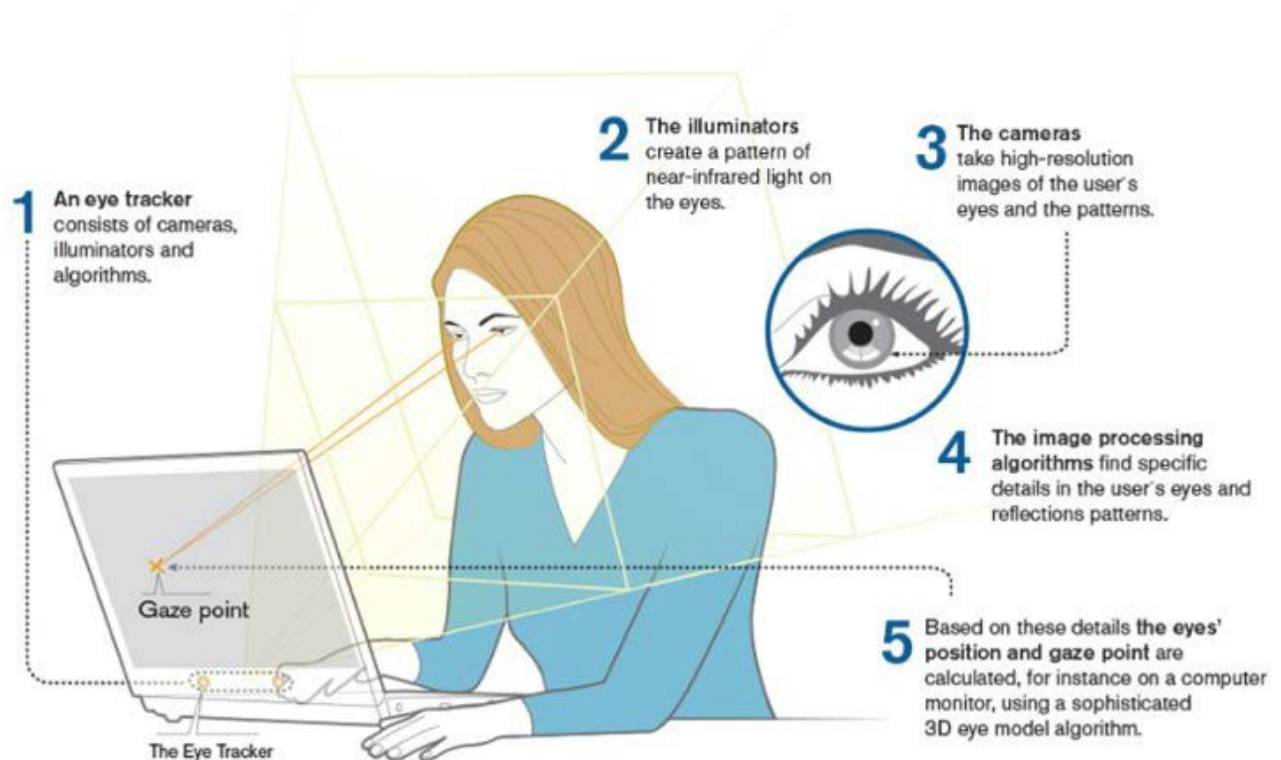 1 An eye tracker
consists of cameras,
illuminators and
algorithms.
2 The illuminators
create a pattern of
near-infrared light on
the eyes.
3 The cameras
take high-resolution
images of the user's
eyes and the patterns.
4 The image processing
algorithms find specific
details in the user's eyes and
reflections patterns.
5 Based on these details the eyes'
position and gaze point are
calculated, for instance on a computer
monitor, using a sophisticated
3D eye model algorithm.
Gaze point
The Eye Tracker